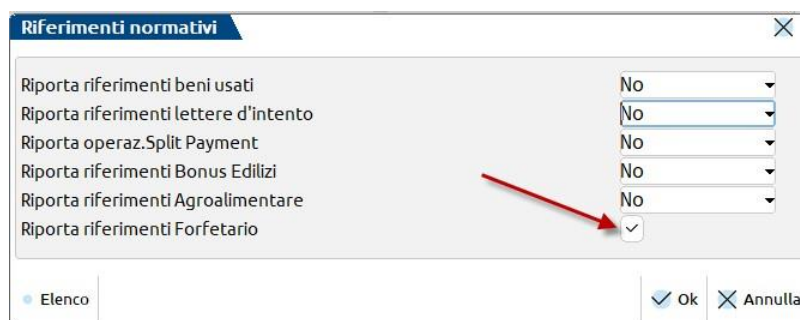 Riferimenti normativi
Riporta riferimenti beni usati No
Riporta riferimenti lettere d'intento No
Riporta operaz.Split Payment No
Riporta riferimenti Bonus Edilizi No
Riporta riferimenti Agroalimentare No
Riporta riferimenti Forfetario
Elenco Ok Annulla